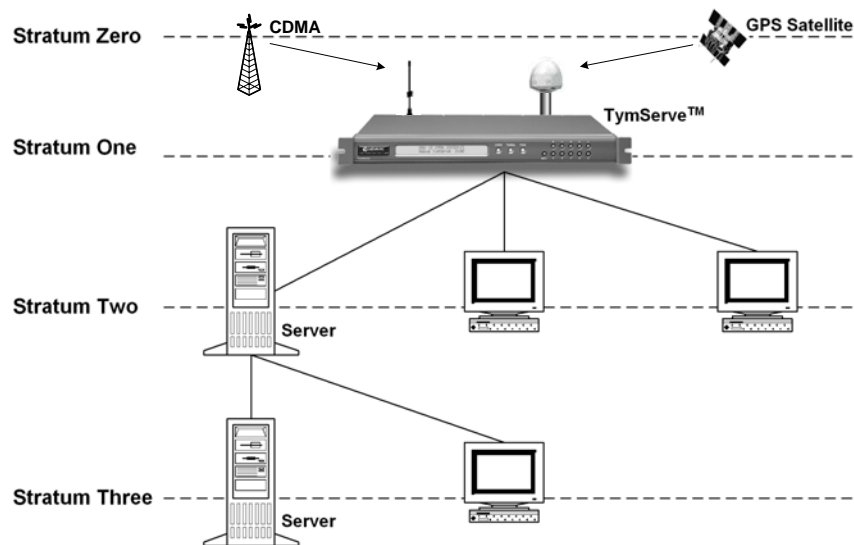 Stratum Zero
CDMA
GPS Satellite
TymServe™
Stratum One
Stratum Two
Server
Stratum Three
Server